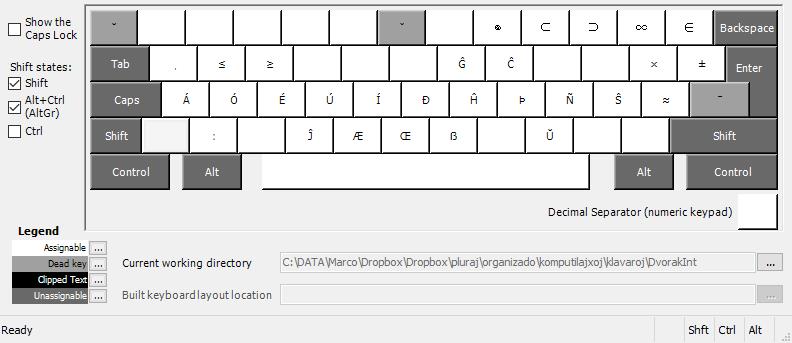 Show the
Caps Lock
Shift states:
Shift
Alt+Ctrl
(AltGr)
Ctrl
ˇ ˘ ⊂ ⊃ ∞ ∈ Backspace
Tab ≤ ≥ Ĝ Ĉ × ± Enter
Caps Á Ó É Ú Í Đ Ĥ Þ Ñ Ŝ ≈ ¯
Shift : Ĵ Æ Œ ß Ŭ Shift
Control Alt Alt Control
Decimal Separator (numeric keypad)
Legend
Assignable ...
Dead key ...
Clipped Text ...
Unassignable ...
Current working directory C:\DATA\Marco\Dropbox\Dropbox\pluraj\organizado\komputilajxoj\klavaroj\DvorakInt ...
Built keyboard layout location ...
Ready Shft Ctrl Alt